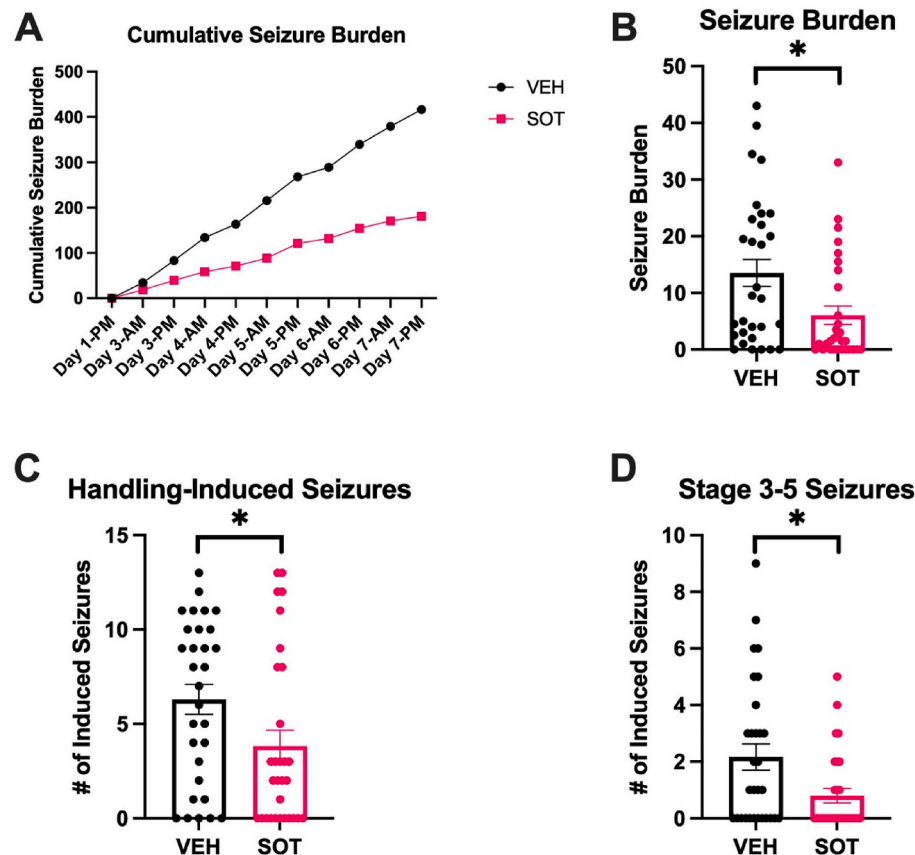 A
Cumulative Seizure Burden
Cumulative Seizure Burden
500
400
300
200
100
0
Day 1-PM
Day 3-AM
Day 3-PM
Day 4-AM
Day 4-PM
Day 5-AM
Day 5-PM
Day 6-AM
Day 6-PM
Day 7-AM
Day 7-PM
VEH
SOT
B
Seizure Burden
*
Seizure Burden
50
40
30
20
10
0
VEH
SOT
C
Handling-Induced Seizures
*
# of Induced Seizures
15
10
5
0
VEH
SOT
D
Stage 3-5 Seizures
*
# of Induced Seizures
10
8
6
4
2
0
VEH
SOT